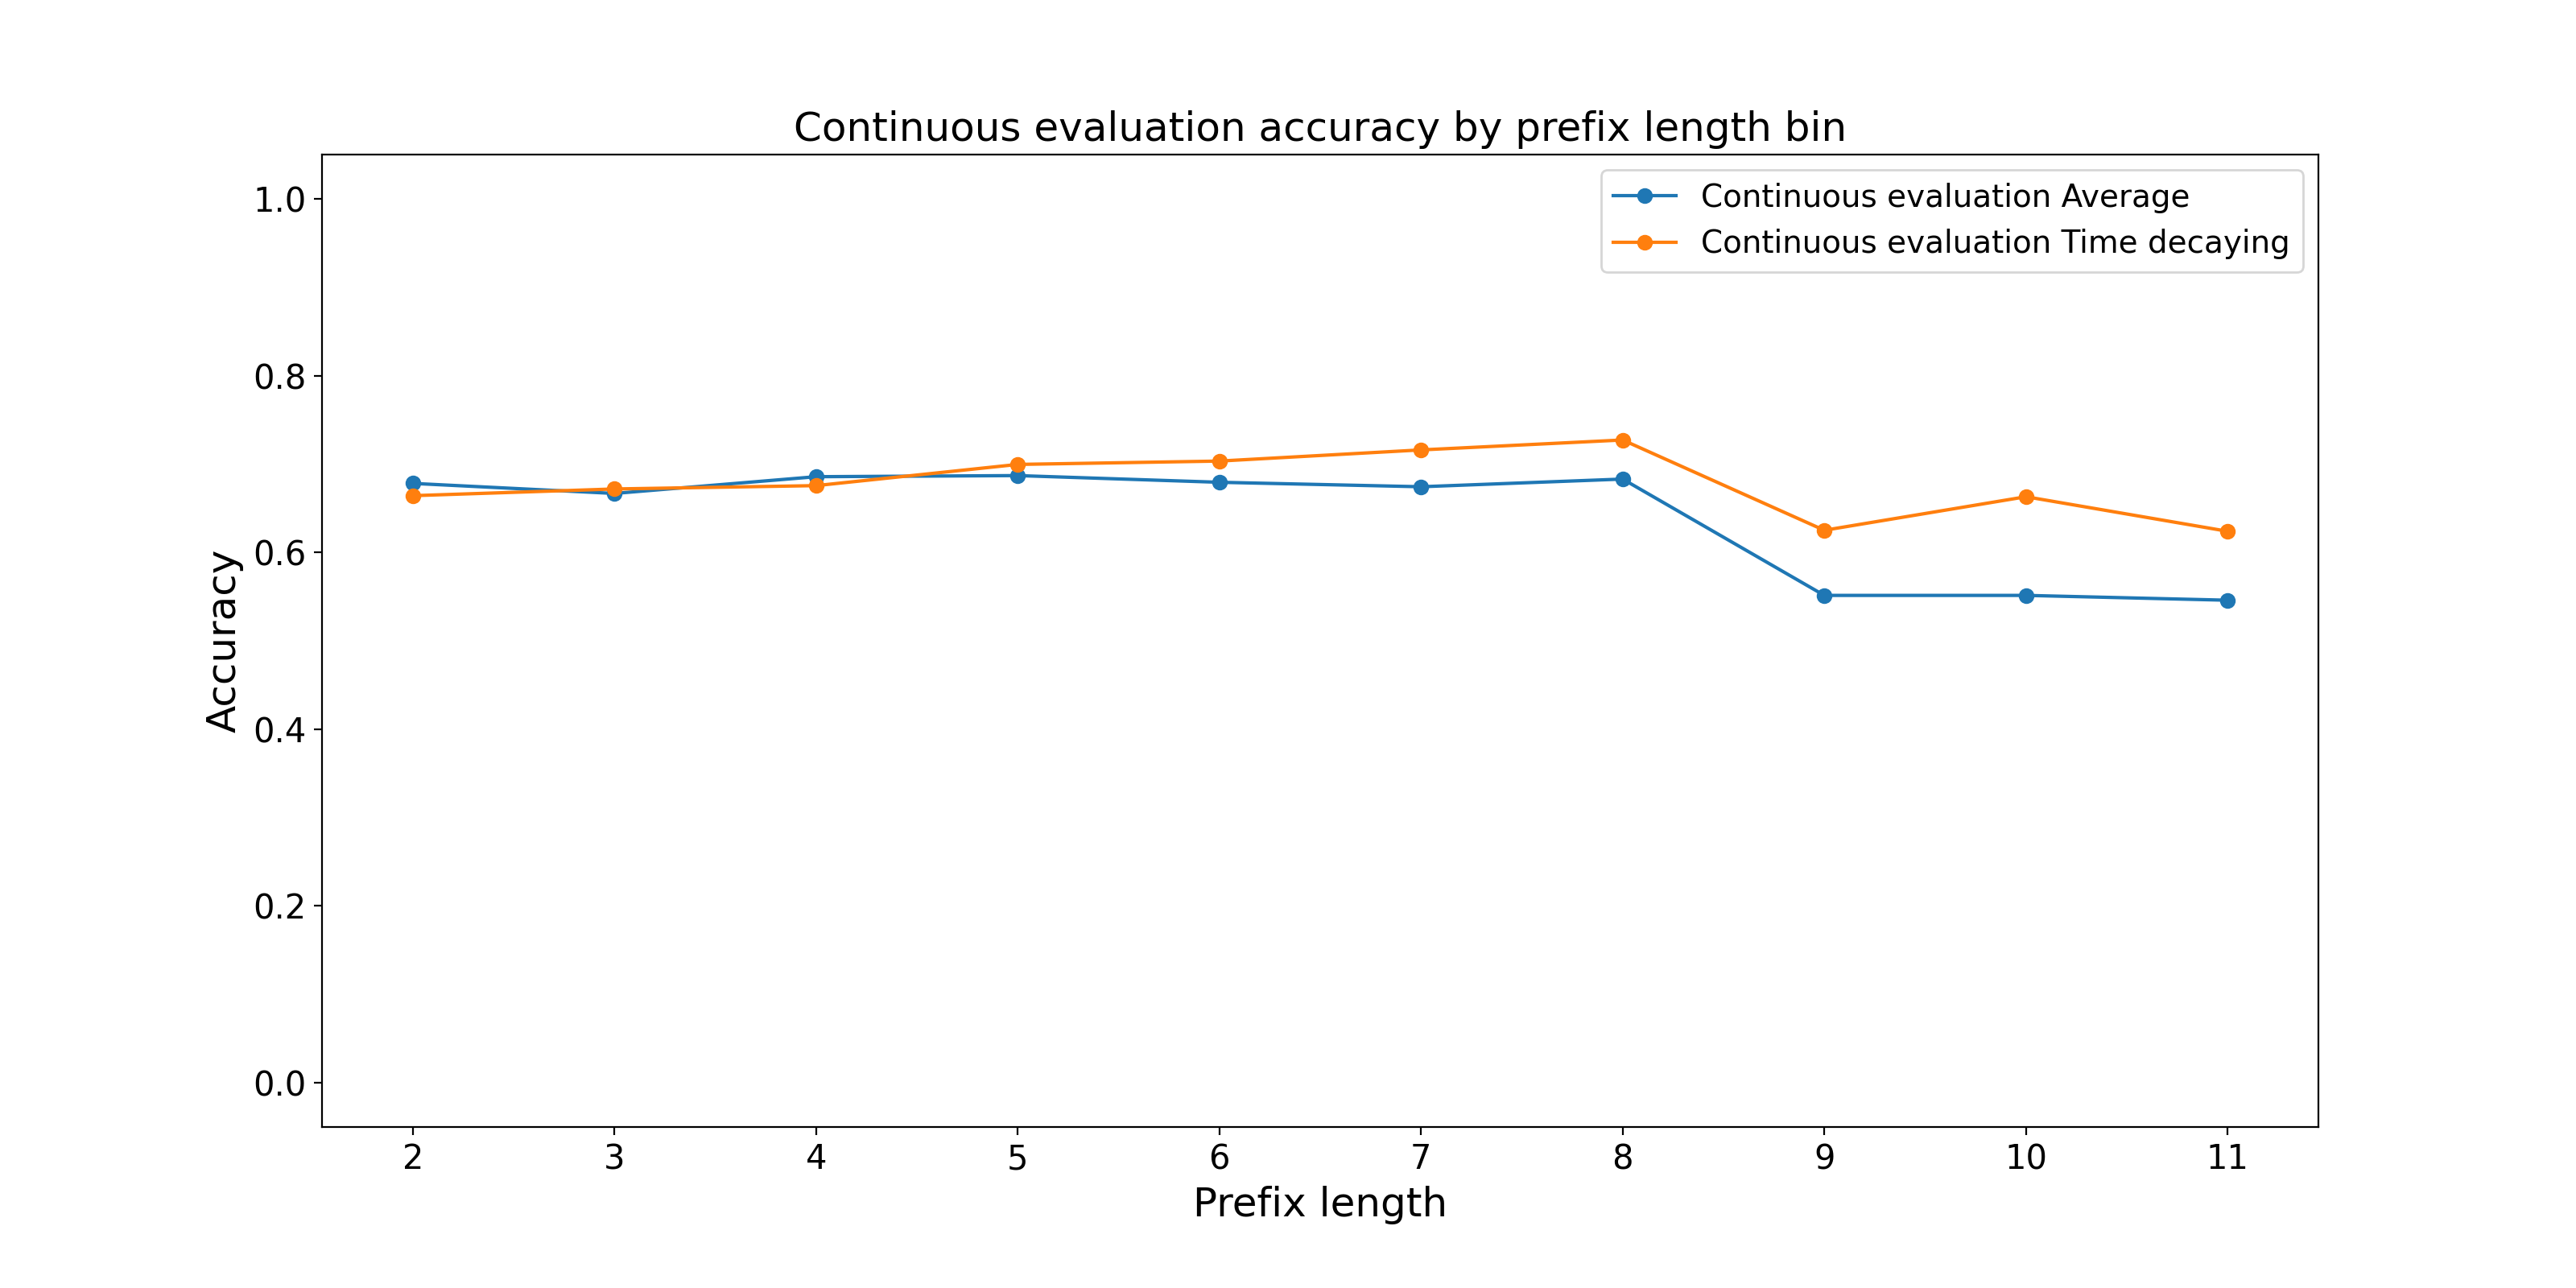 Continuous evaluation accuracy by prefix length bin
Continuous evaluation Average
Continuous evaluation Time decaying
1.0
0.8
0.6
0.4
0.2
0.0
Accuracy
2 3 4 5 6 7 8 9 10 11
Prefix length